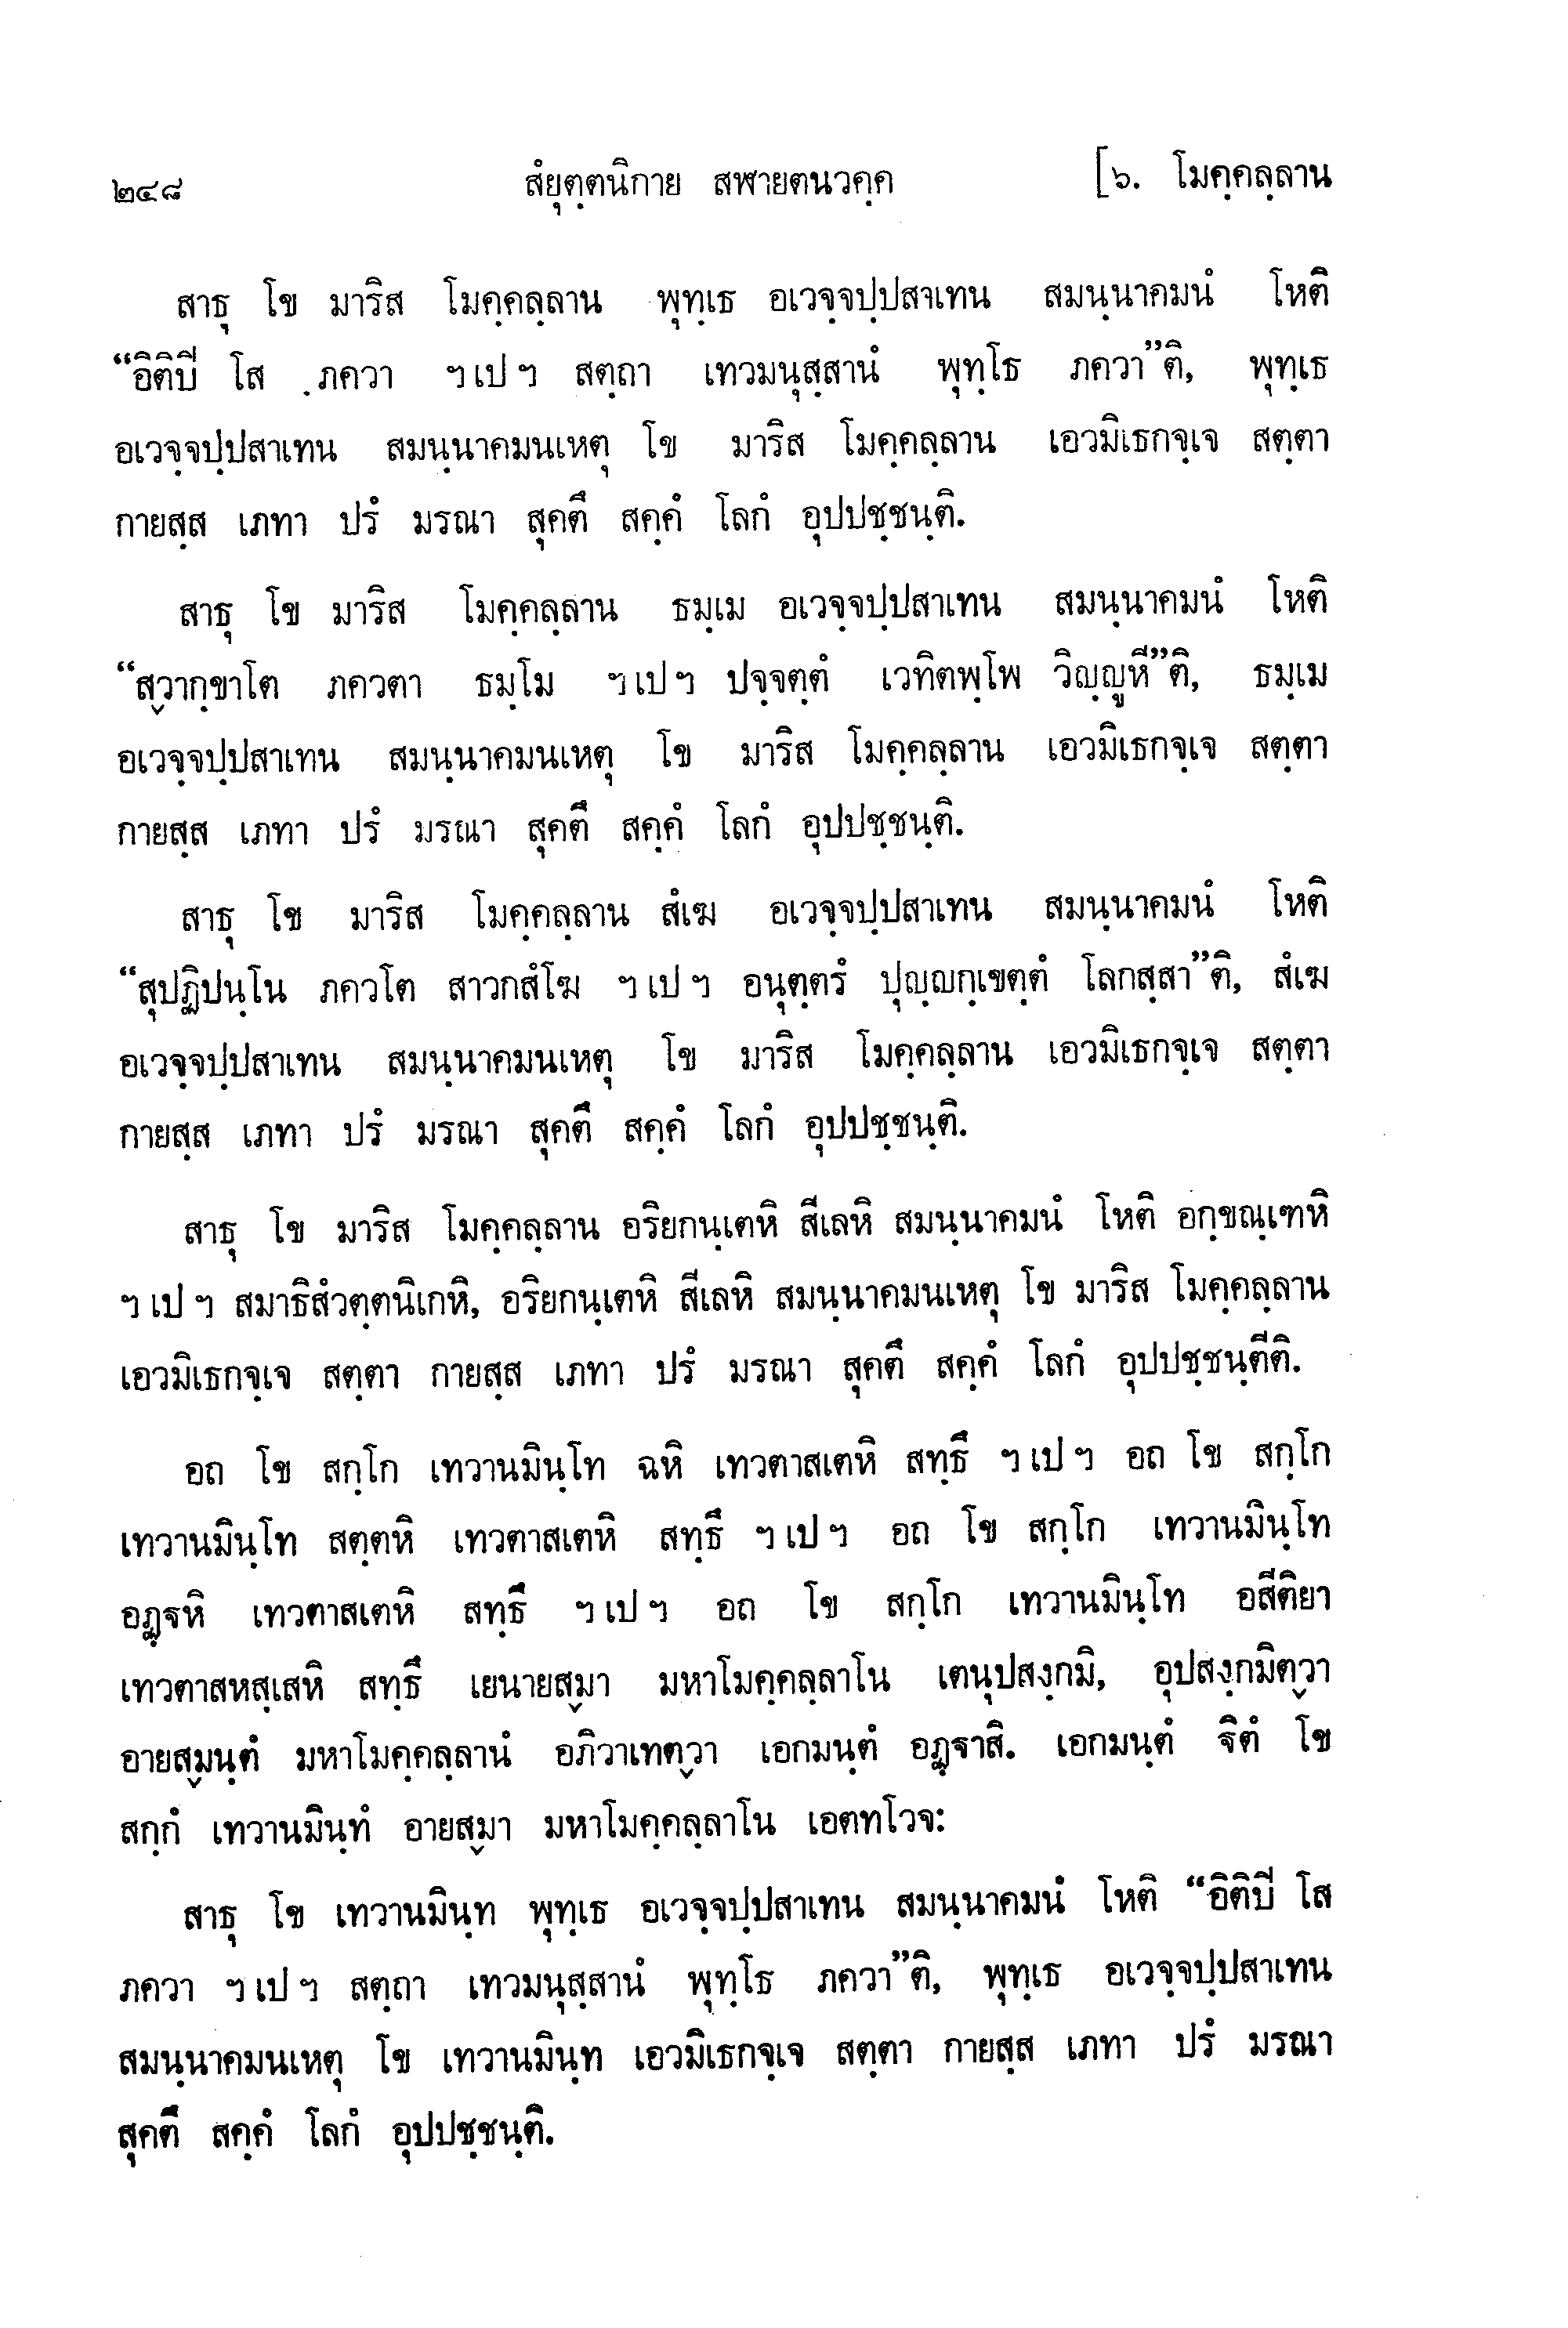 ๒๔๘ สํยุตฺตนิกาย สฬายตนวคฺค [๖. โมคฺคลฺลาน
สาธุ โข มาริส โมคฺคลฺลาน พุทฺเธ อเวจฺจปฺปสาเทน สมนฺนาคมนํ โหติ
“อิติปิ โส ภควา ฯเปฯ สตฺถา เทวมนุสฺสานํ พุทฺโธ ภควา”ติ, พุทฺเธ
อเวจฺจปฺปสาเทน สมนฺนาคมนเหตุ โข มาริส โมคฺคลฺลาน เอวมิเธกจฺเจ สตฺตา
กายสฺส เภทา ปรํ มรณา สุคตึ สคฺคํ โลกํ อุปปชฺชนฺติ.
สาธุ โข มาริส โมคฺคลฺลาน ธมฺเม อเวจฺจปฺปสาเทน สมนฺนาคมนํ โหติ
“สฺวากฺขาโต ภควตา ธมฺโม ฯเปฯ ปจฺจตฺตํ เวทิตพฺโพ วิญฺญูหี”ติ, ธมฺเม
อเวจฺจปฺปสาเทน สมนฺนาคมนเหตุ โข มาริส โมคฺคลฺลาน เอวมิเธกจฺเจ สตฺตา
กายสฺส เภทา ปรํ มรณา สุคตึ สคฺคํ โลกํ อุปปชฺชนฺติ.
สาธุ โข มาริส โมคฺคลฺลาน สํเฆ อเวจฺจปฺปสาเทน สมนฺนาคมนํ โหติ
“สุปฏิปนฺโน ภควโต สาวกสํโฆ ฯเปฯ อนุตฺตรํ ปุญฺญกฺเขตฺตํ โลกสฺสา”ติ, สํเฆ
อเวจฺจปฺปสาเทน สมนฺนาคมนเหตุ โข มาริส โมคฺคลฺลาน เอวมิเธกจฺเจ สตฺตา
กายสฺส เภทา ปรํ มรณา สุคตึ สคฺคํ โลกํ อุปปชฺชนฺติ.
สาธุ โข มาริส โมคฺคลฺลาน อริยกนฺเตหิ สีเลหิ สมนฺนาคมนํ โหติ อกฺขณฺเฑหิ
ฯเปฯ สมาธิสํวตฺตนิเกหิ, อริยกนฺเตหิ สีเลหิ สมนฺนาคมนเหตุ โข มาริส โมคฺคลฺลาน
เอวมิเธกจฺเจ สตฺตา กายสฺส เภทา ปรํ มรณา สุคตึ สคฺคํ โลกํ อุปปชฺชนฺตีติ.
อถ โข สกฺโก เทวานมินฺโท ฉหิ เทวตาสเตหิ สทฺธึ ฯเปฯ อถ โข สกฺโก
เทวานมินฺโท สตฺตหิ เทวตาสเตหิ สทฺธึ ฯเปฯ อถ โข สกฺโก เทวานมินฺโท
อฏฺฐหิ เทวตาสเตหิ สทฺธึ ฯเปฯ อถ โข สกฺโก เทวานมินฺโท อสีติยา
เทวตาสหสฺเสหิ สทฺธึ เยนายสฺมา มหาโมคฺคลฺลาโน เตนุปสงฺกมิ, อุปสงฺกมิตฺวา
อายสฺมนฺตํ มหาโมคฺคลฺลานํ อภิวาเทตฺวา เอกมนฺตํ อฏฺฐาสิ. เอกมนฺตํ ฐิตํ โข
สกฺกํ เทวานมินฺทํ อายสฺมา มหาโมคฺคลฺลาโน เอตทโวจ:
สาธุ โข เทวานมินฺท พุทฺเธ อเวจฺจปฺปสาเทน สมนฺนาคมนํ โหติ “อิติปิ โส
ภควา ฯเปฯ สตฺถา เทวมนุสฺสานํ พุทฺโธ ภควา”ติ, พุทฺเธ อเวจฺจปฺปสาเทน
สมนฺนาคมนเหตุ โข เทวานมินฺท เอวมิเธกจฺเจ สตฺตา กายสฺส เภทา ปรํ มรณา
สุคตึ สคฺคํ โลกํ อุปปชฺชนฺติ.